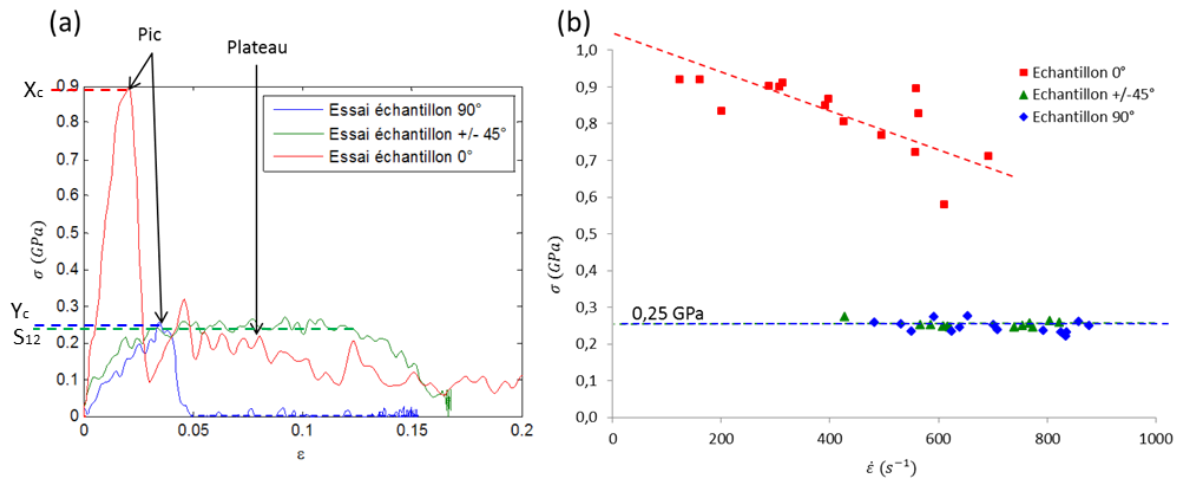 (a)
Pic
Plateau
Xc
Yc
S12
σ (GPa)
0.9
0.8
0.7
0.6
0.5
0.4
0.3
0.2
0.1
0
Essai échantillon 90°
Essai échantillon +/- 45°
Essai échantillon 0°
0
0.05
0.1
0.15
0.2
ε
(b)
σ (GPa)
1,0
0,9
0,8
0,7
0,6
0,5
0,4
0,3
0,2
0,1
0,0
Echantillon 0°
Echantillon +/-45°
Echantillon 90°
0,25 GPa
0
200
400
600
800
1000
ε̇ (s⁻¹)